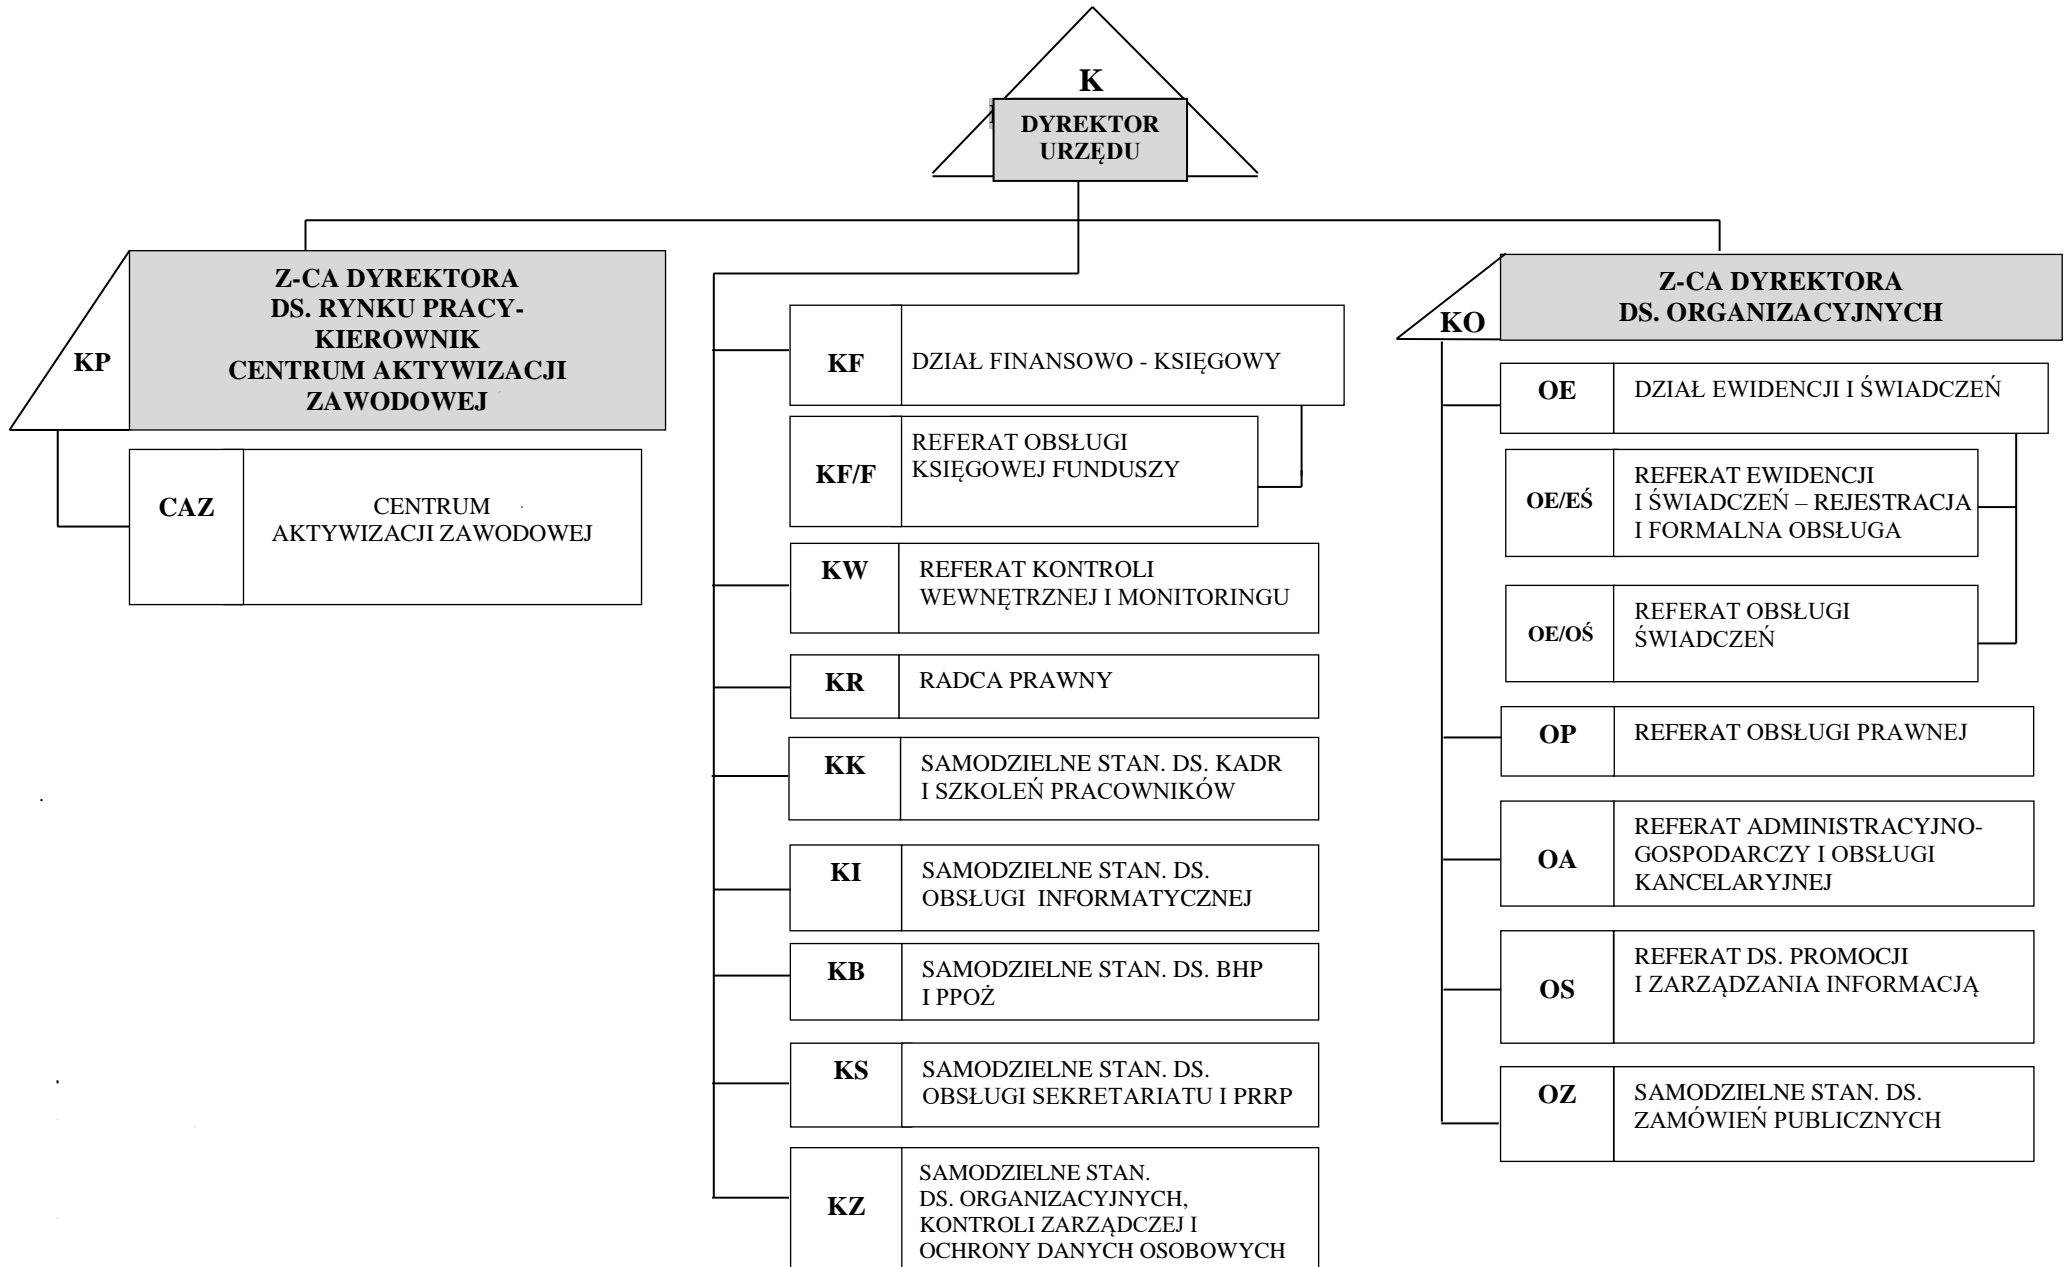 K
DYREKTOR
URZĘDU
KP
Z-CA DYREKTORA
DS. RYNKU PRACY-
KIEROWNIK
CENTRUM AKTYWIZACJI
ZAWODOWEJ
CAZ
CENTRUM
AKTYWIZACJI ZAWODOWEJ
KF
DZIAŁ FINANSOWO - KSIĘGOWY
KF/F
REFERAT OBSŁUGI
KSIĘGOWEJ FUNDUSZY
KW
REFERAT KONTROLI
WEWNĘTRZNEJ I MONITORINGU
KR
RADCA PRAWNY
KK
SAMODZIELNE STAN. DS. KADR
I SZKOLEŃ PRACOWNIKÓW
KI
SAMODZIELNE STAN. DS.
OBSŁUGI INFORMATYCZNEJ
KB
SAMODZIELNE STAN. DS. BHP
I PPOŻ
KS
SAMODZIELNE STAN. DS.
OBSŁUGI SEKRETARIATU I PRRP
KZ
SAMODZIELNE STAN.
DS. ORGANIZACYJNYCH,
KONTROLI ZARZĄDCZEJ I
OCHRONY DANYCH OSOBOWYCH
KO
Z-CA DYREKTORA
DS. ORGANIZACYJNYCH
OE
DZIAŁ EWIDENCJI I ŚWIADCZEŃ
OE/EŚ
REFERAT EWIDENCJI
I ŚWIADCZEŃ – REJESTRACJA
I FORMALNA OBSŁUGA
OE/OŚ
REFERAT OBSŁUGI
ŚWIADCZEŃ
OP
REFERAT OBSŁUGI PRAWNEJ
OA
REFERAT ADMINISTRACYJNO-
GOSPODARCZY I OBSŁUGI
KANCELARYJNEJ
OS
REFERAT DS. PROMOCJI
I ZARZĄDZANIA INFORMACJĄ
OZ
SAMODZIELNE STAN. DS.
ZAMÓWIEŃ PUBLICZNYCH